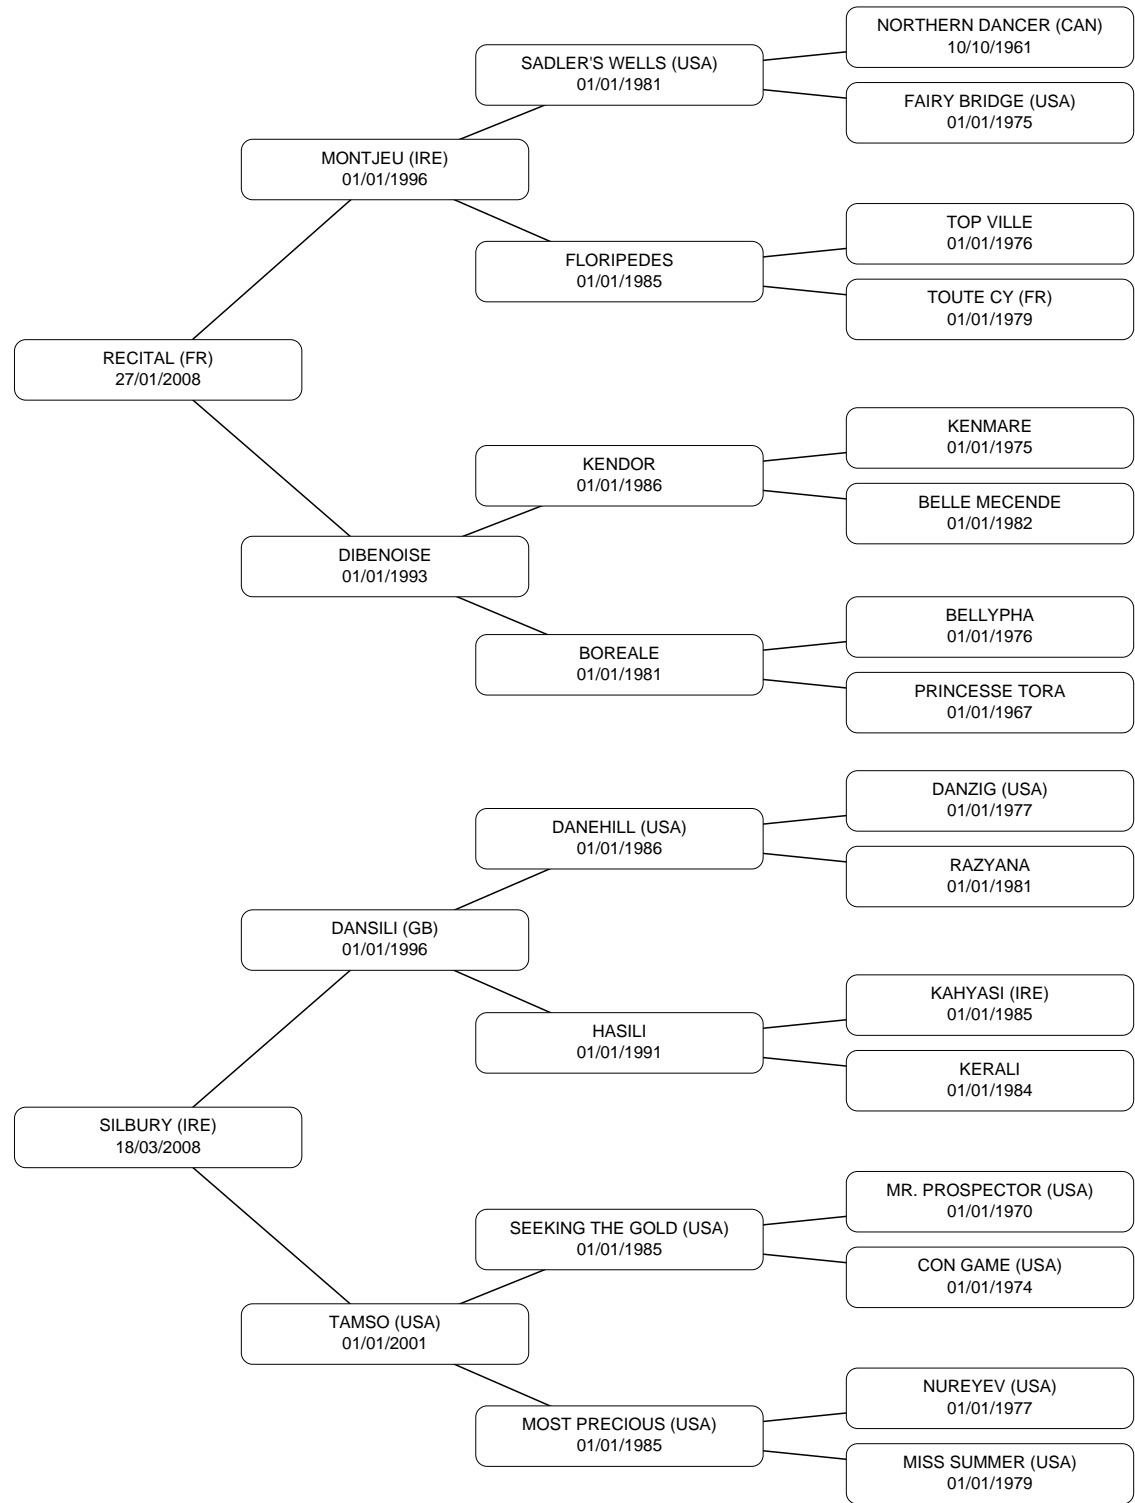 NORTHERN DANCER (CAN)
10/10/1961
SADLER'S WELLS (USA)
01/01/1981
FAIRY BRIDGE (USA)
01/01/1975
MONTJEU (IRE)
01/01/1996
TOP VILLE
01/01/1976
FLORIPEDES
01/01/1985
TOUTE CY (FR)
01/01/1979
RECITAL (FR)
27/01/2008
KENMARE
01/01/1975
KENDOR
01/01/1986
BELLE MECENDE
01/01/1982
DIBENOISE
01/01/1993
BELLYPHA
01/01/1976
BOREALE
01/01/1981
PRINCESSE TORA
01/01/1967
DANZIG (USA)
01/01/1977
DANEHILL (USA)
01/01/1986
RAZYANA
01/01/1981
DANSILI (GB)
01/01/1996
KAHYASI (IRE)
01/01/1985
HASILI
01/01/1991
KERALI
01/01/1984
SILBURY (IRE)
18/03/2008
MR. PROSPECTOR (USA)
01/01/1970
SEEKING THE GOLD (USA)
01/01/1985
CON GAME (USA)
01/01/1974
TAMSO (USA)
01/01/2001
NUREYEV (USA)
01/01/1977
MOST PRECIOUS (USA)
01/01/1985
MISS SUMMER (USA)
01/01/1979